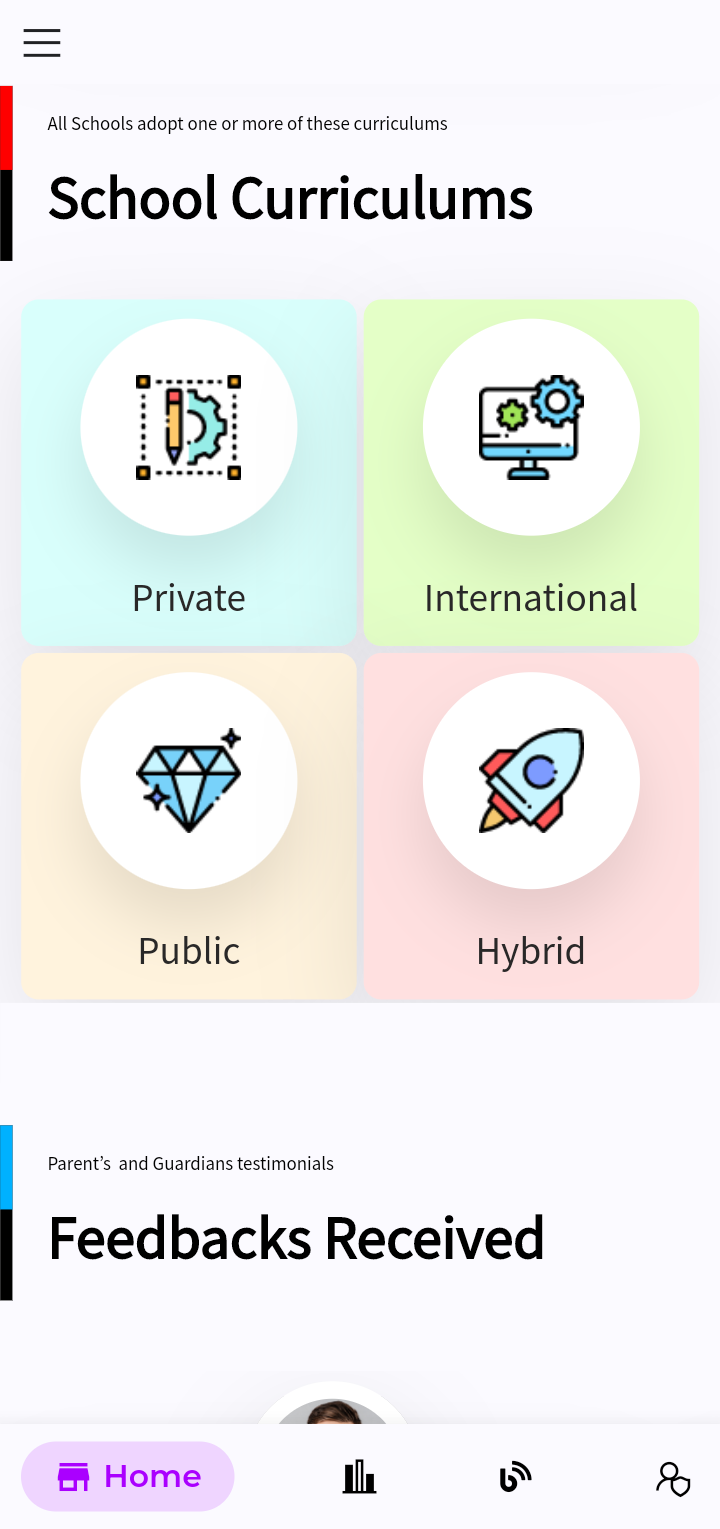 All Schools adopt one or more of these curriculums
School Curriculums
Private
International
Public
Hybrid
Parent’s  and Guardians testimonials
Feedbacks Received
Home